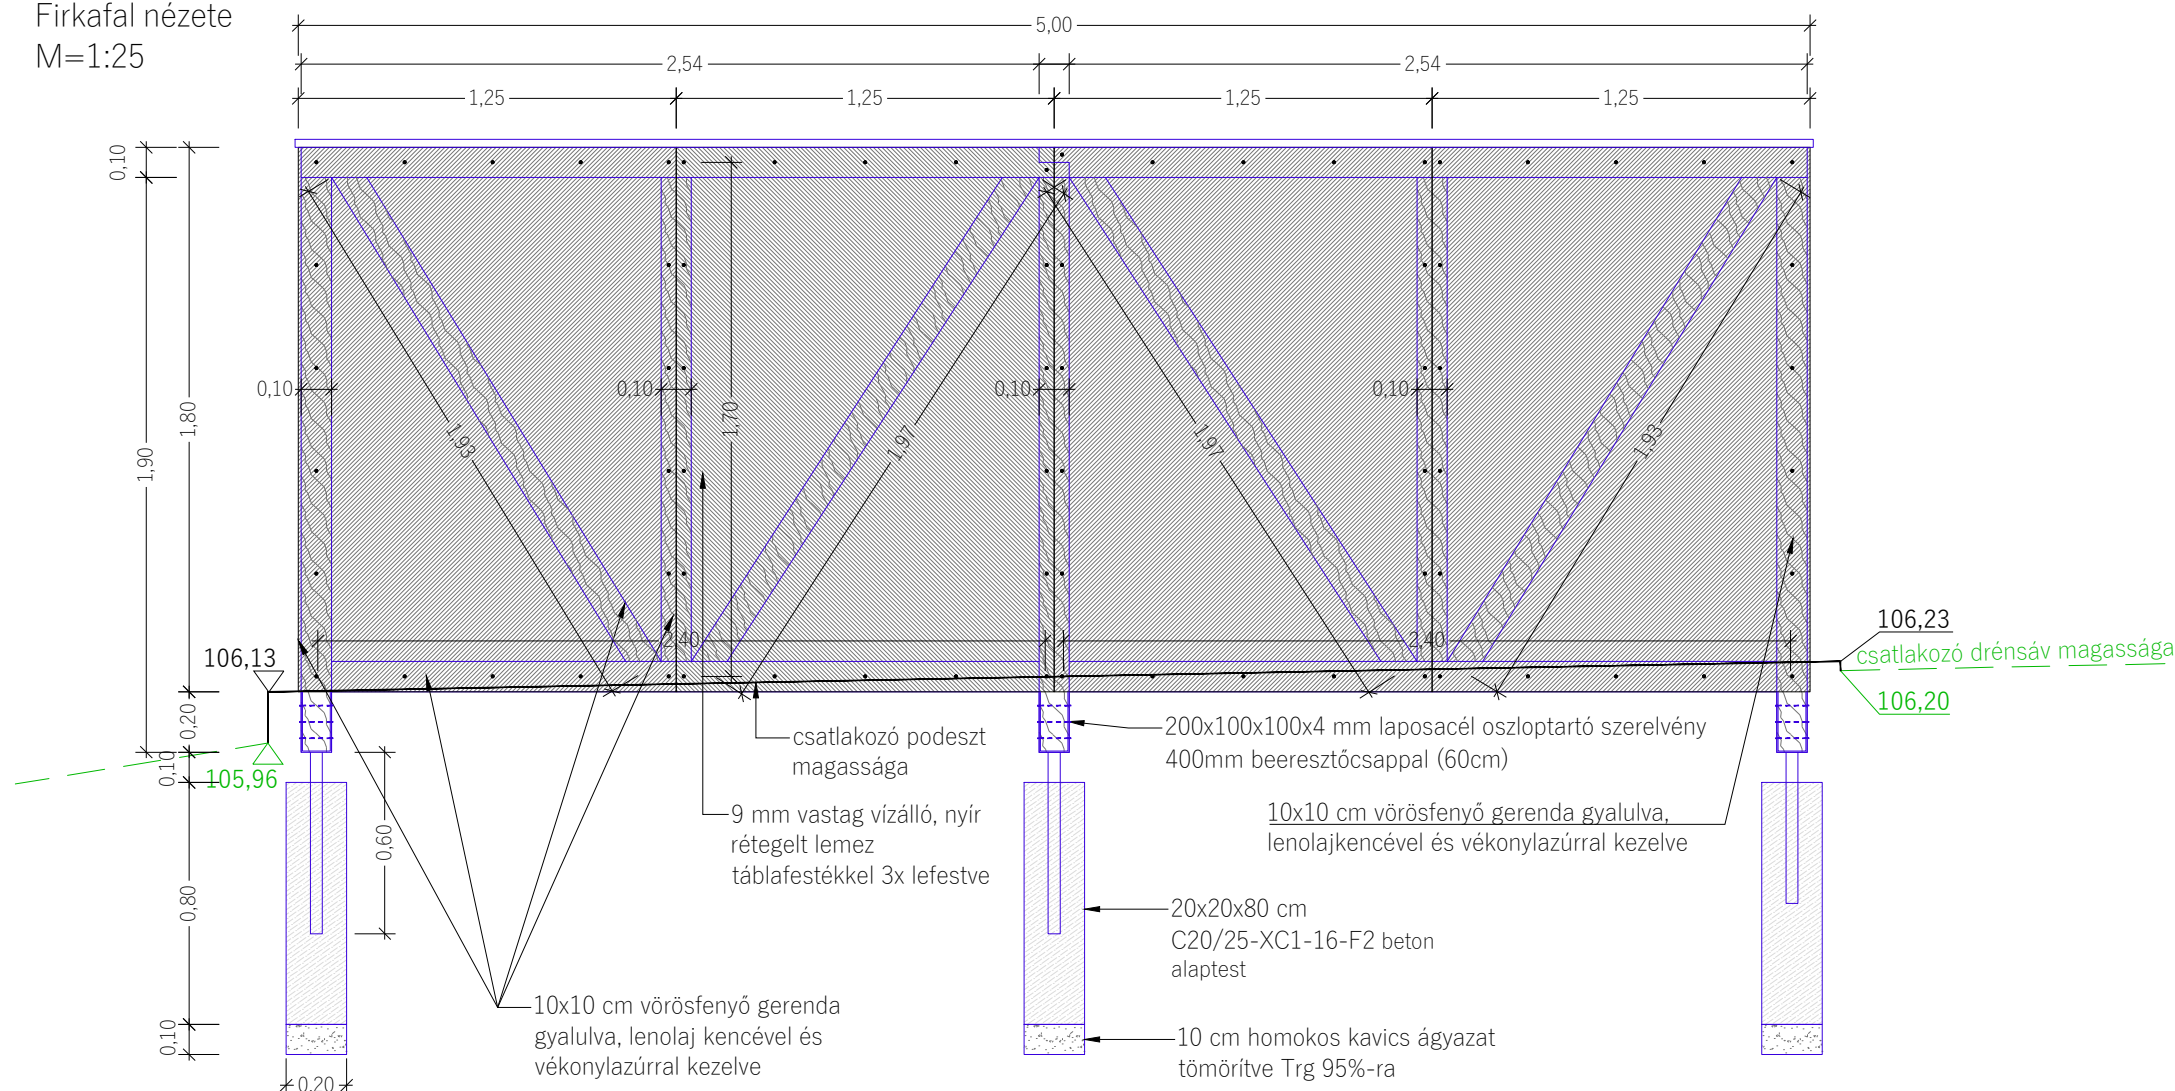 Firkafal nézete
M=1:25
5,00
2,54
2,54
1,25
1,25
1,25
1,25
0,10
1,80
1,90
1,70
0,10
0,10
0,10
0,10
1,93
1,97
1,97
1,93
2,40
2,40
106,13
106,23
csatlakozó drénsáv magassága
106,20
0,20
0,10
105,96
csatlakozó podeszt
magassága
200x100x100x4 mm laposacél oszloptartó szerelvény
400mm beeresztőcsappal (60cm)
9 mm vastag vízálló, nyír
rétegelt lemez
táblafestékkel 3x lefestve
10x10 cm vörösfenyő gerenda gyalulva,
lenolajkencével és vékonylazúrral kezelve
0,60
0,80
20x20x80 cm
C20/25-XC1-16-F2 beton
alaptest
10x10 cm vörösfenyő gerenda
gyalulva, lenolaj kencével és
vékonylazúrral kezelve
10 cm homokos kavics ágyazat
tömörítve Trg 95%-ra
0,10
0,20